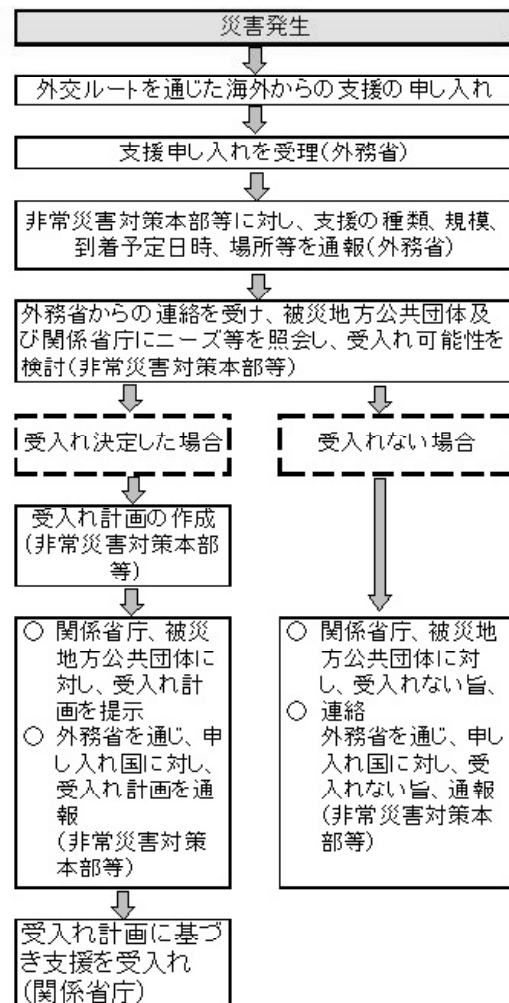 災害発生
外交ルートを通じた海外からの支援の申し入れ
支援申し入れを受理(外務省)
非常災害対策本部等に対し、支援の種類、規模、
到着予定日時、場所等を通報(外務省)
外務省からの連絡を受け、被災地方公共団体及
び関係省庁にニーズ等を照会し、受入れ可能性を
検討(非常災害対策本部等)
受入れ決定した場合
受入れない場合
受入れ計画の作成
(非常災害対策本部
等)
○ 関係省庁、被災
地方公共団体に
対し、受入れ計
画を提示
○ 外務省を通じ、申
し入れ国に対し、
受入れ計画を通
報
(非常災害対策
本部等)
○ 関係省庁、被災地
方公共団体に対
し、受入れない旨、
○ 連絡
外務省を通じ、申し
入れ国に対し、受
入れない旨、通報
(非常災害対策本
部等)
受入れ計画に基づ
き支援を受入れ
(関係省庁)